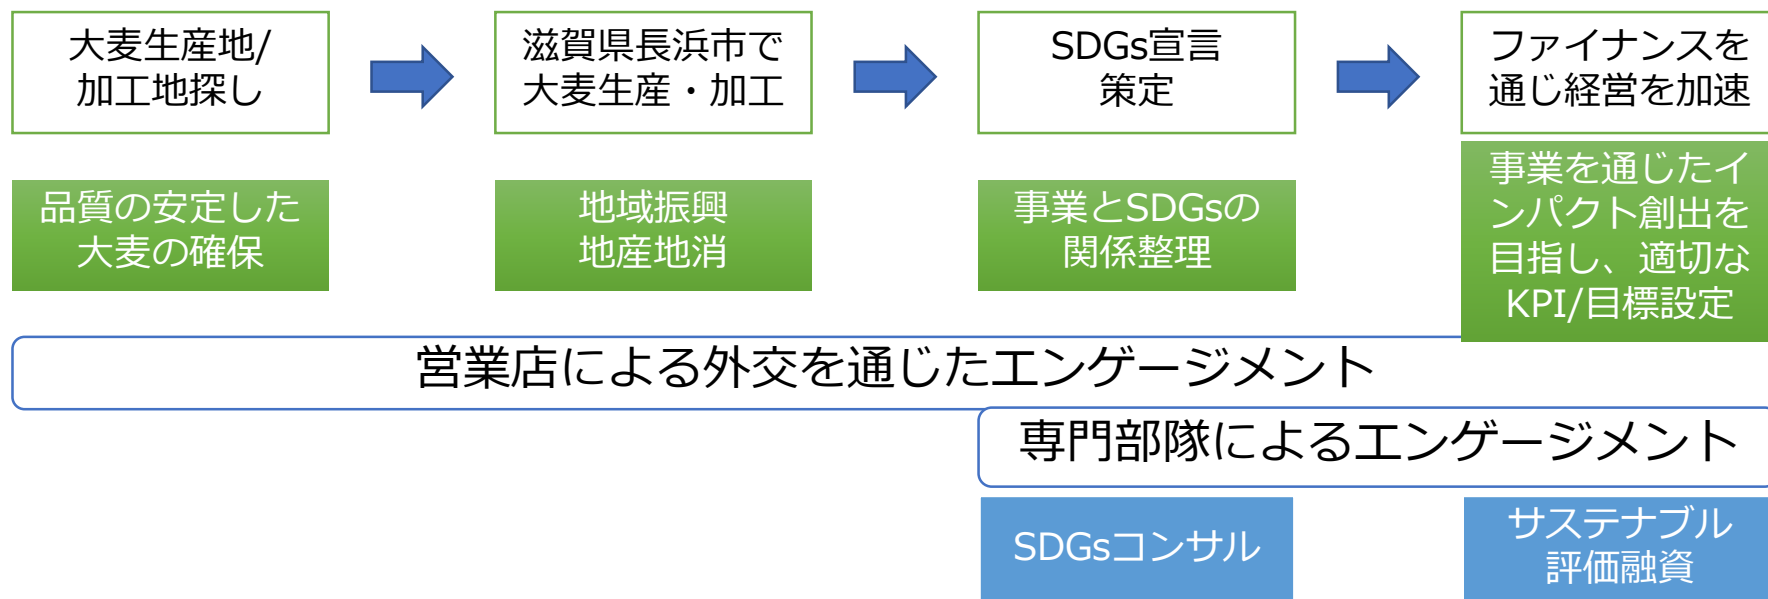 大麦生産地/
加工地探し
滋賀県長浜市で
大麦生産・加工
SDGs宣言
策定
ファイナンスを
通じ経営を加速
品質の安定した
大麦の確保
地域振興
地産地消
事業とSDGsの
関係整理
事業を通じたイ
ンパクト創出を
目指し、適切な
KPI/目標設定
営業店による外交を通じたエンゲージメント
専門部隊によるエンゲージメント
SDGsコンサル
サステナブル
評価融資